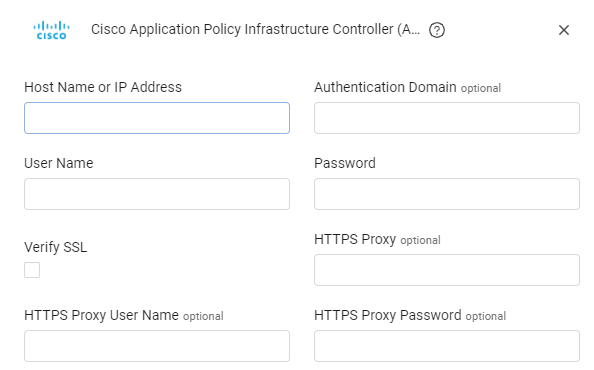 CISCO
Cisco Application Policy Infrastructure Controller (A...
Host Name or IP Address
Authentication Domain optional
User Name
Password
Verify SSL
HTTPS Proxy optional
HTTPS Proxy User Name optional
HTTPS Proxy Password optional